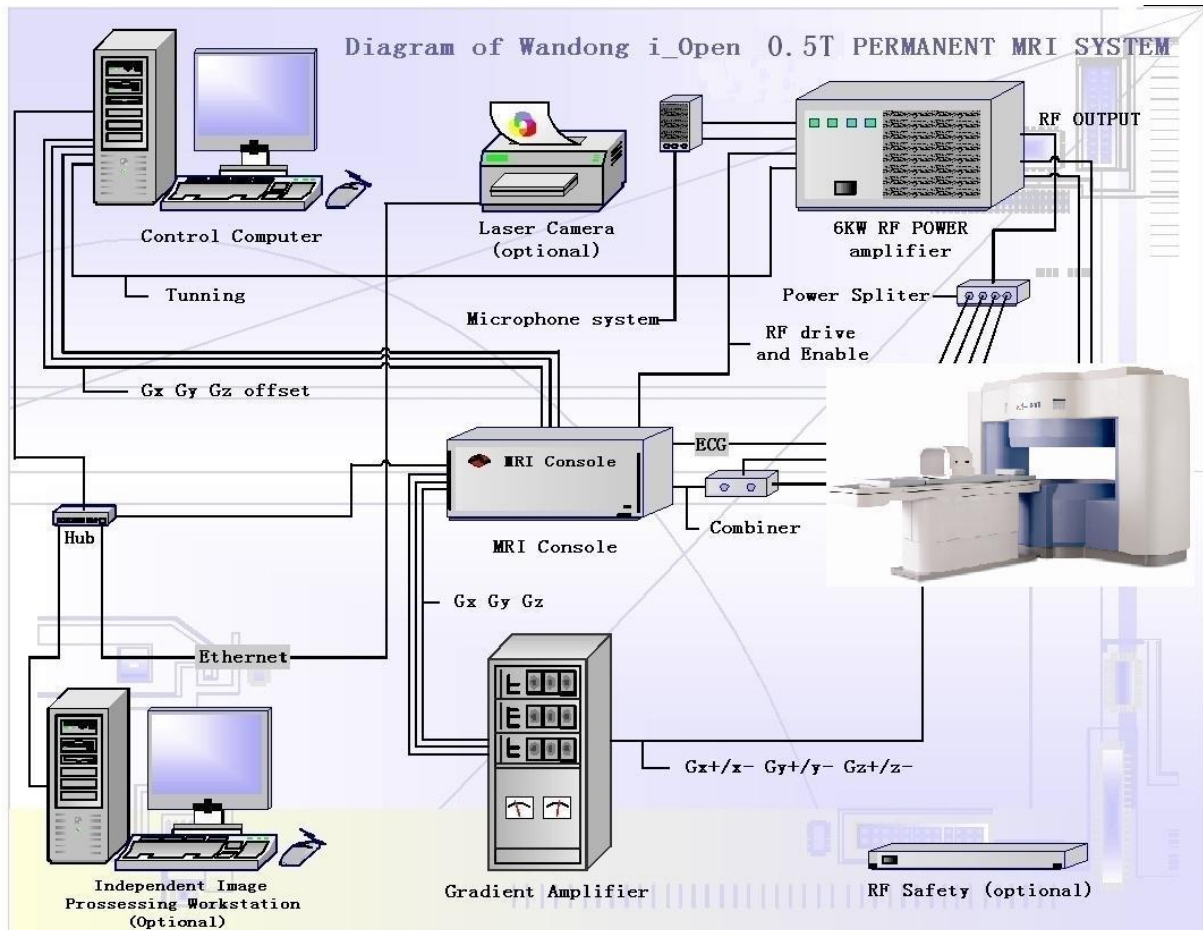 Diagram of Wandong i_Open 0.5T PERMANENT MRI SYSTEM
RF OUTPUT
Control Computer
Laser Camera
(optional)
6KW RF POWER
amplifier
Tunning
Power Spliter
Microphone system
RF drive
and Enable
Gx Gy Gz offset
ECG
MRI Console
Combiner
Hub
MRI Console
Gx Gy Gz
Ethernet
Gx+/x- Gy+/y- Gz+/z-
Independent Image
Prossessing Workstation
(Optional)
Gradient Amplifier
RF Safety (optional)